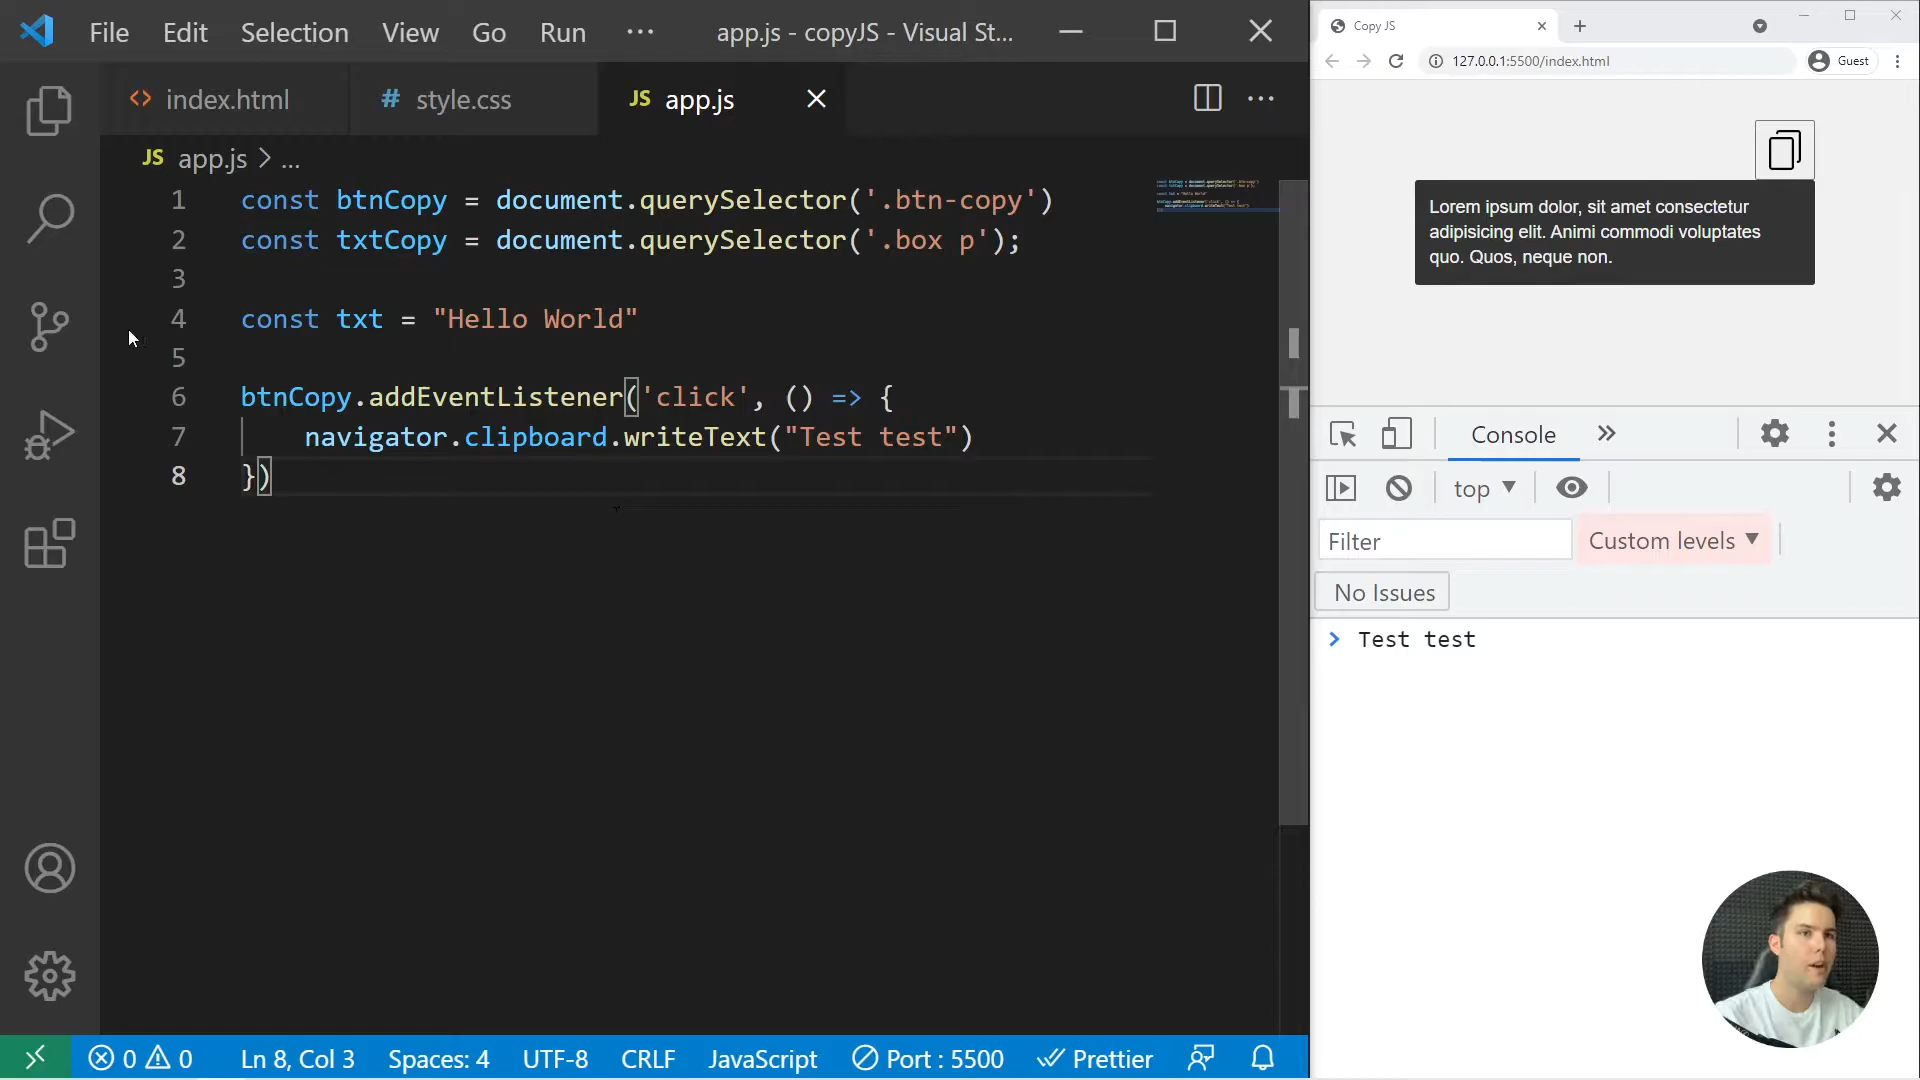 File Edit Selection View Go Run ··· app.js - copyJS - Visual St...
<> index.html # style.css JS app.js
JS app.js > ...
1 const btnCopy = document.querySelector('.btn-copy')
2 const txtCopy = document.querySelector('.box p');
3
4 const txt = "Hello World"
5
6 btnCopy.addEventListener('click', () => {
7 navigator.clipboard.writeText("Test test")
8 })
0 0 Ln 8, Col 3 Spaces: 4 UTF-8 CRLF JavaScript Port : 5500 Prettier
Copy JS
127.0.0.1:5500/index.html Guest
Lorem ipsum dolor, sit amet consectetur
adipisicing elit. Animi commodi voluptates
quo. Quos, neque non.
Console
top
Filter Custom levels
No Issues
> Test test